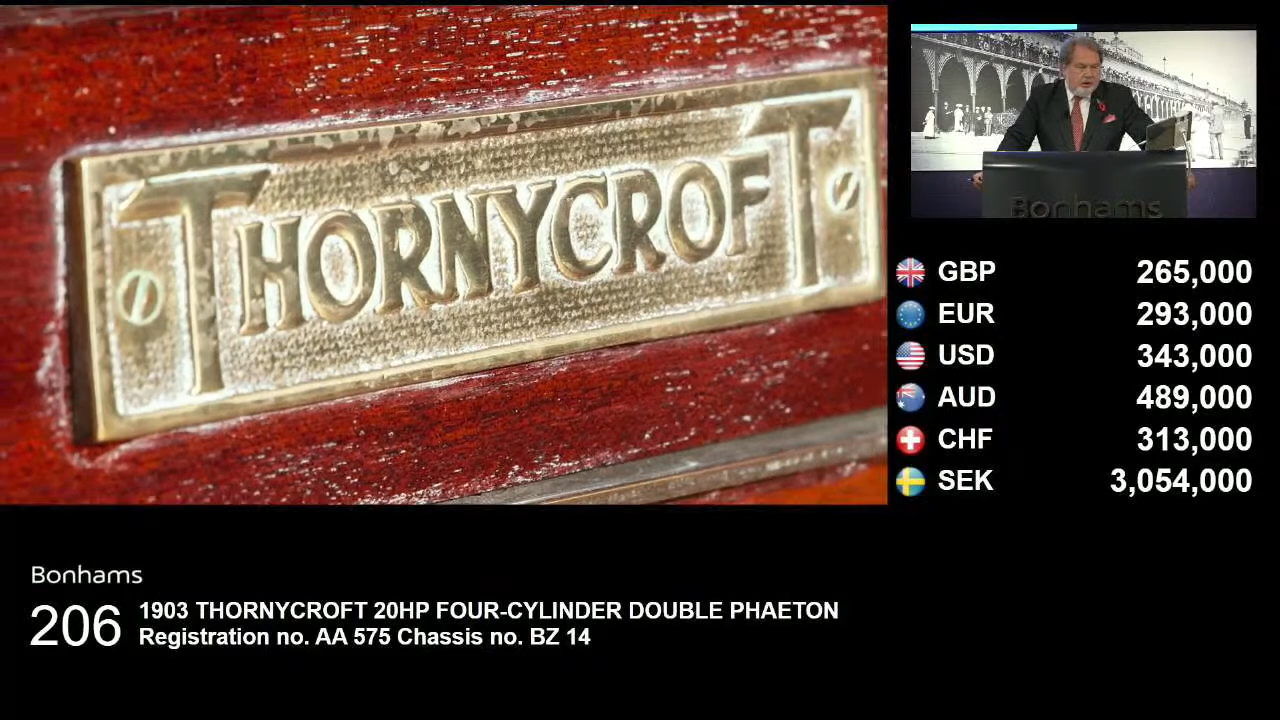 THORNYCROFT
Bonhams
GBP 265,000
EUR 293,000
USD 343,000
AUD 489,000
CHF 313,000
SEK 3,054,000
Bonhams
206
1903 THORNYCROFT 20HP FOUR-CYLINDER DOUBLE PHAETON
Registration no. AA 575 Chassis no. BZ 14